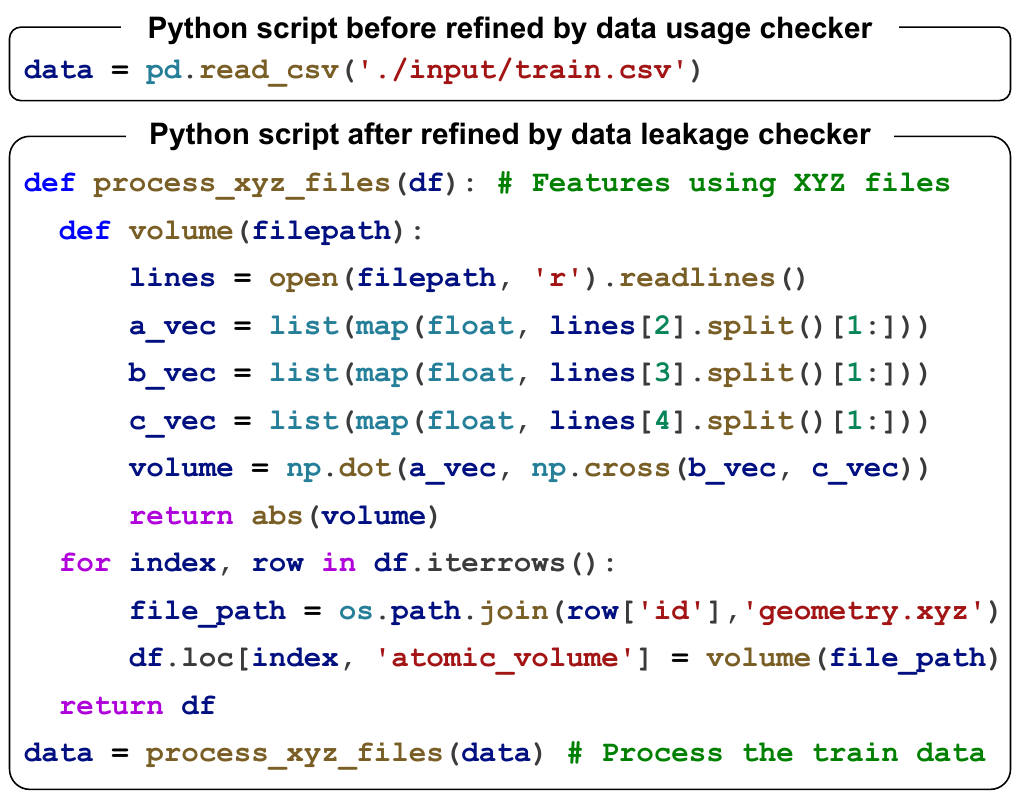 Python script before refined by data usage checker
data = pd.read_csv('./input/train.csv')
Python script after refined by data leakage checker
def process_xyz_files(df): # Features using XYZ files
  def volume(filepath):
      lines = open(filepath, 'r').readlines()
      a_vec = list(map(float, lines[2].split()[1:]))
      b_vec = list(map(float, lines[3].split()[1:]))
      c_vec = list(map(float, lines[4].split()[1:]))
      volume = np.dot(a_vec, np.cross(b_vec, c_vec))
      return abs(volume)
  for index, row in df.iterrows():
      file_path = os.path.join(row['id'],'geometry.xyz')
      df.loc[index, 'atomic_volume'] = volume(file_path)
  return df
data = process_xyz_files(data) # Process the train data